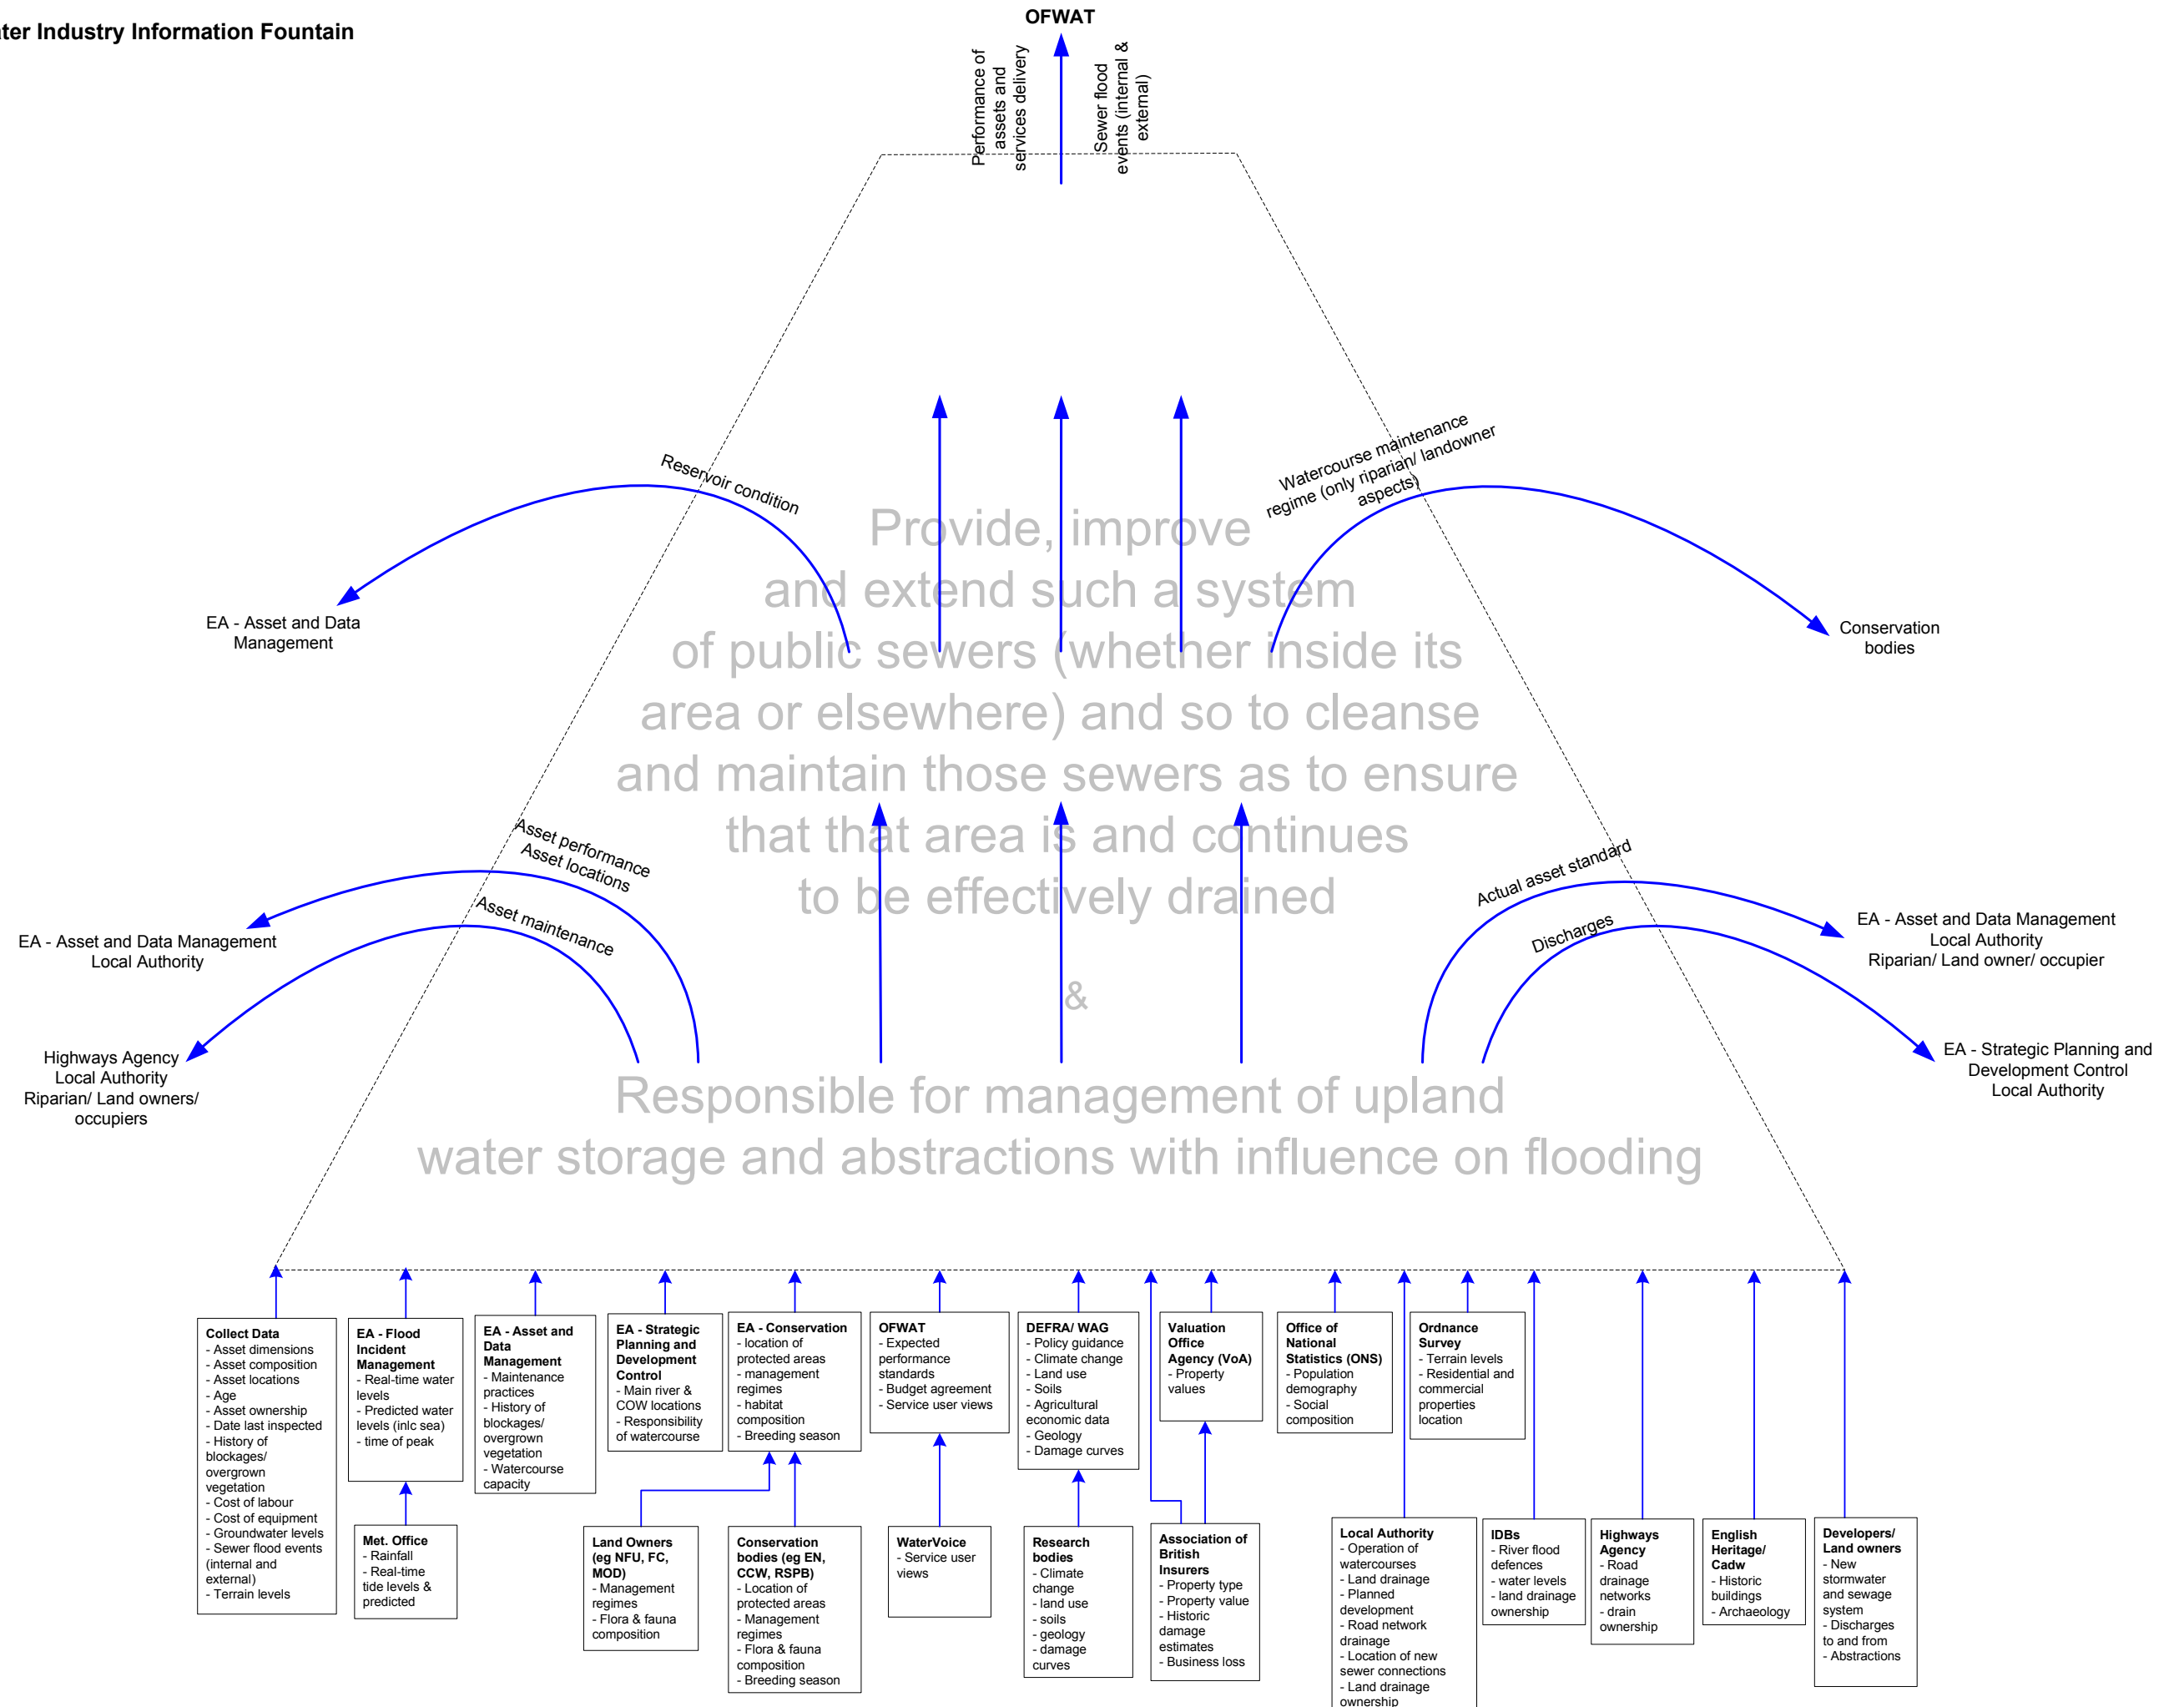 ater Industry Information Fountain
OFWAT
Performance of
assets and
services delivery
Sewer flood
events (internal &
external)
Reservoir condition
Watercourse maintenance
regime (only riparian/ landowner
aspects)
EA - Asset and Data
Management
Conservation
bodies
Provide, improve
and extend such a system
of public sewers (whether inside its
area or elsewhere) and so to cleanse
and maintain those sewers as to ensure
that that area is and continues
to be effectively drained
&
Responsible for management of upland
water storage and abstractions with influence on flooding
Asset performance
Asset locations
Asset maintenance
Actual asset standard
Discharges
EA - Asset and Data Management
Local Authority
Highways Agency
Local Authority
Riparian/ Land owners/
occupiers
EA - Asset and Data Management
Local Authority
Riparian/ Land owner/ occupier
EA - Strategic Planning and
Development Control
Local Authority
Collect Data
- Asset dimensions
- Asset composition
- Asset locations
- Age
- Asset ownership
- Date last inspected
- History of
blockages/
overgrown
vegetation
- Cost of labour
- Cost of equipment
- Groundwater levels
- Sewer flood events
(internal and
external)
- Terrain levels
EA - Flood
Incident
Management
- Real-time water
levels
- Predicted water
levels (inlc sea)
- time of peak
EA - Asset and
Data
Management
- Maintenance
practices
- History of
blockages/
overgrown
vegetation
- Watercourse
capacity
EA - Strategic
Planning and
Development
Control
- Main river &
COW locations
- Responsibility
of watercourse
EA - Conservation
- location of
protected areas
- management
regimes
- habitat
composition
- Breeding season
OFWAT
- Expected
performance
standards
- Budget agreement
- Service user views
DEFRA/ WAG
- Policy guidance
- Climate change
- Land use
- Soils
- Agricultural
economic data
- Geology
- Damage curves
Valuation
Office
Agency (VoA)
- Property
values
Office of
National
Statistics (ONS)
- Population
demography
- Social
composition
Ordnance
Survey
- Terrain levels
- Residential and
commercial
properties
location
Met. Office
- Rainfall
- Real-time
tide levels &
predicted
Land Owners
(eg NFU, FC,
MOD)
- Management
regimes
- Flora & fauna
composition
Conservation
bodies (eg EN,
CCW, RSPB)
- Location of
protected areas
- Management
regimes
- Flora & fauna
composition
- Breeding season
WaterVoice
- Service user
views
Research
bodies
- Climate
change
- land use
- soils
- geology
- damage
curves
Association of
British
Insurers
- Property type
- Property value
- Historic
damage
estimates
- Business loss
Local Authority
- Operation of
watercourses
- Land drainage
- Planned
development
- Road network
drainage
- Location of new
sewer connections
- Land drainage
ownership
IDBs
- River flood
defences
- water levels
- land drainage
ownership
Highways
Agency
- Road
drainage
networks
- drain
ownership
English
Heritage/
Cadw
- Historic
buildings
- Archaeology
Developers/
Land owners
- New
stormwater
and sewage
system
- Discharges
to and from
- Abstractions